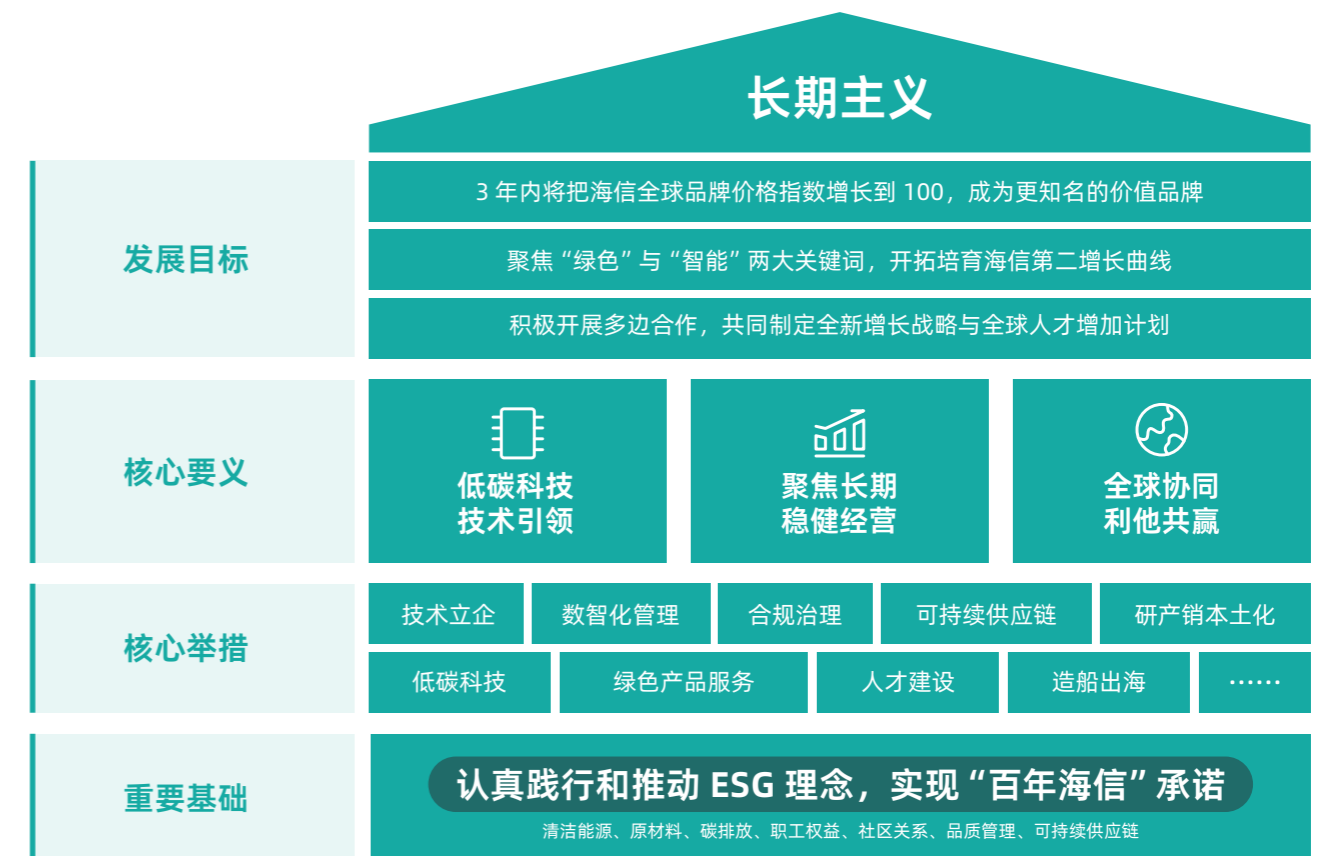 长期主义
发展目标
3 年内将把海信全球品牌价格指数增长到 100，成为更知名的价值品牌
聚焦“绿色”与“智能”两大关键词，开拓培育海信第二增长曲线
积极开展多边合作，共同制定全新增长战略与全球人才增加计划
核心要义
低碳科技
技术引领
聚焦长期
稳健经营
全球协同
利他共赢
核心举措
技术立企
数智化管理
合规治理
可持续供应链
研产销本土化
低碳科技
绿色产品服务
人才建设
造船出海
……
重要基础
认真践行和推动 ESG 理念，实现“百年海信”承诺
清洁能源、原材料、碳排放、职工权益、社区关系、品质管理、可持续供应链